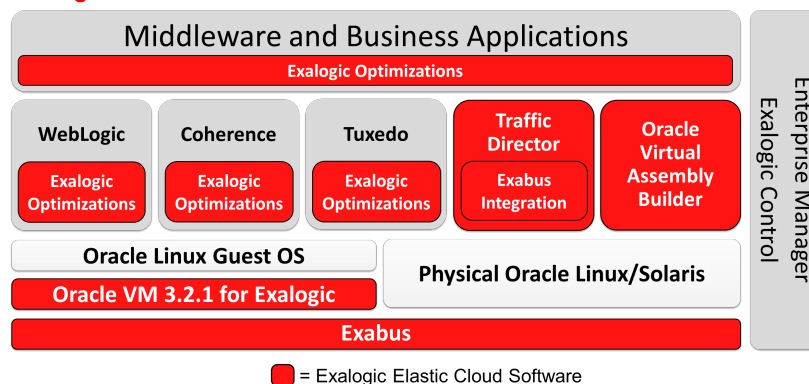 Middleware and Business Applications
Exalogic Optimizations
WebLogic
Exalogic
Optimizations
Coherence
Exalogic
Optimizations
Tuxedo
Exalogic
Optimizations
Traffic
Director
Exabus
Integration
Oracle
Virtual
Assembly
Builder
Oracle Linux Guest OS
Oracle VM 3.2.1 for Exalogic
Physical Oracle Linux/Solaris
Exabus
Enterprise Manager
Exalogic Control
= Exalogic Elastic Cloud Software